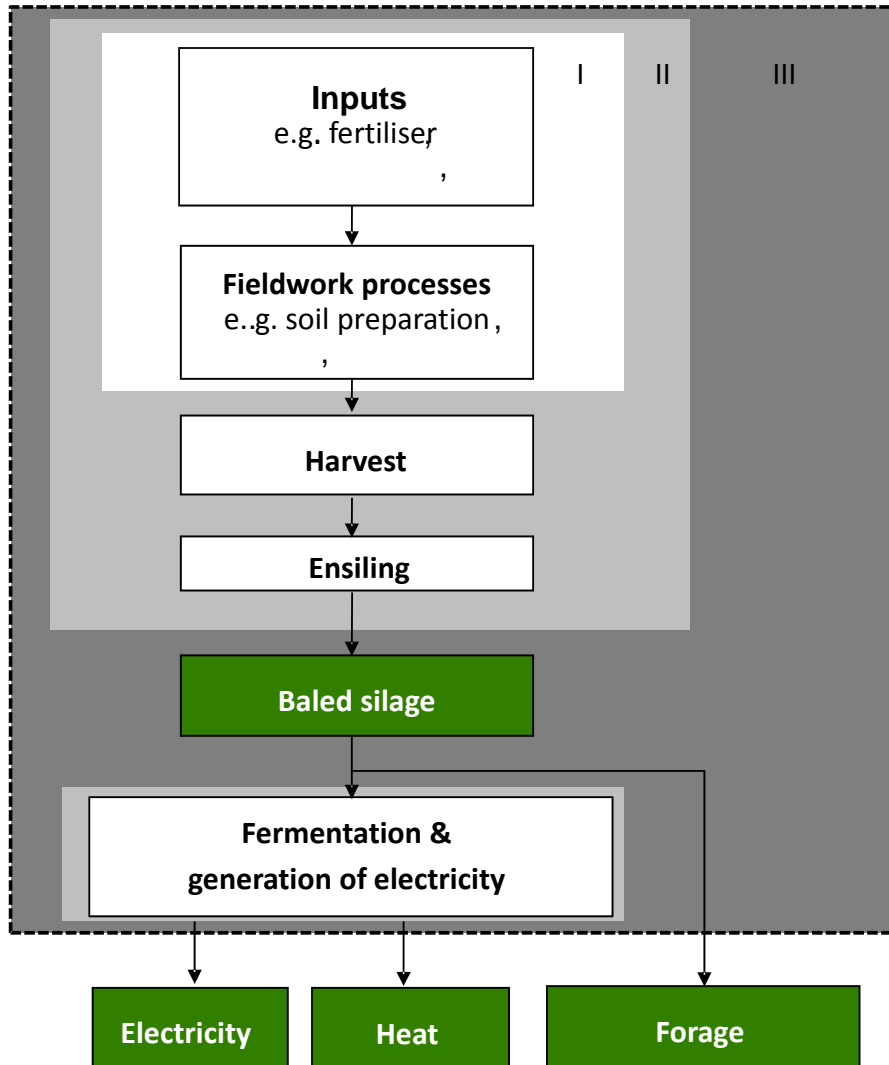 I II III
Inputs
e.g. fertiliser,
,
Fieldwork processes
e..g. soil preparation,
,
Harvest
Ensiling
Baled silage
Fermentation &
generation of electricity
Electricity Heat Forage